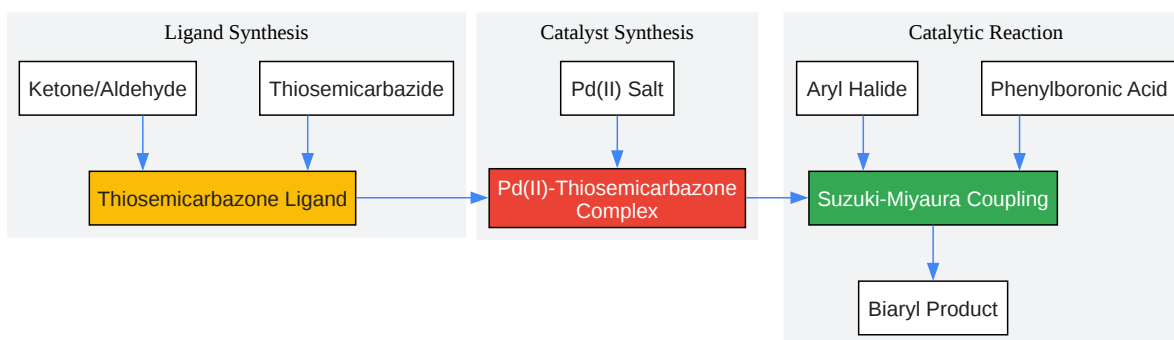 Ligand Synthesis
Catalyst Synthesis
Catalytic Reaction
Ketone/Aldehyde
Thiosemicarbazide
Pd(II) Salt
Aryl Halide
Phenylboronic Acid
Thiosemicarbazone Ligand
Pd(II)-Thiosemicarbazone
Complex
Suzuki-Miyaura Coupling
Biaryl Product